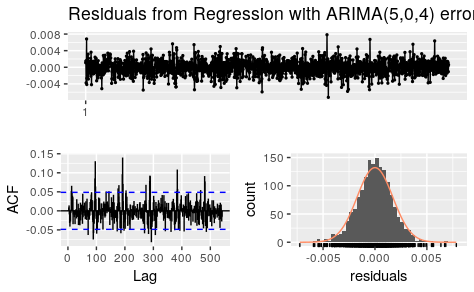 Residuals from Regression with ARIMA(5,0,4) error
0.008
0.004
0.000
-0.004
1
0.15
0.10
0.05
0.00
-0.05
ACF
0 100 200 300 400 500
Lag
150
100
50
0
count
-0.005 0.000 0.005
residuals